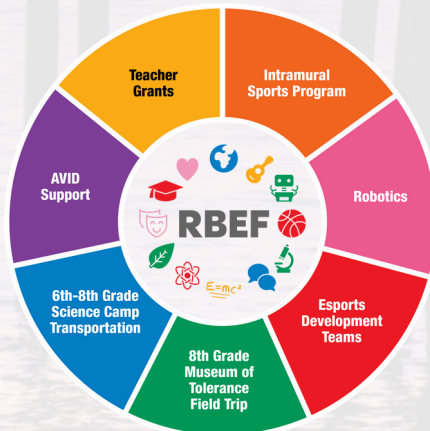 Teacher
Grants
Intramural
Sports Program
Robotics
Esports
Development
Teams
8th Grade
Museum of
Tolerance
Field Trip
6th-8th Grade
Science Camp
Transportation
AVID
Support
RBEF
E=mc²